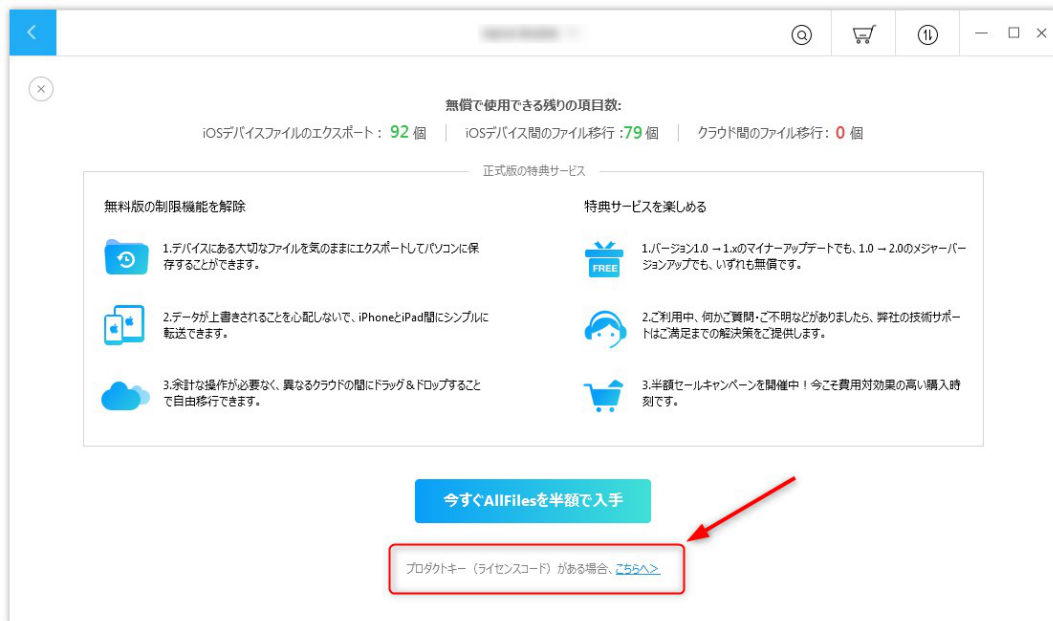 無償で使用できる残りの項目数:
iOSデバイスファイルのエクスポート： 92 個 iOSデバイス間のファイル移行 :79 個 クラウド間のファイル移行: 0 個
正式版の特典サービス
無料版の制限機能を解除
1.デバイスにある大切なファイルを気のままにエクスポートしてパソコンに保
存することができます。
2.データが上書きされることを心配しないで、iPhoneとiPad間にシンプルに
転送できます。
3.余計な操作が必要なく、異なるクラウドの間にドラッグ＆ドロップすること
で自由移行できます。
特典サービスを楽しめる
FREE
1.バージョン1.0 →1.xのマイナーアップデートでも、1.0 →2.0のメジャーバー
ジョンアップでも、いずれも無償です。
2.ご利用中、何かご質問・ご不明などがありましたら、弊社の技術サポー
トはご満足までの解決策をご提供します。
3.半額セールキャンペーンを開催中！今こそ費用対効果の高い購入時
刻です。
今すぐAllFilesを半額で入手
プロダクトキー（ライセンスコード）がある場合、こちらへ＞